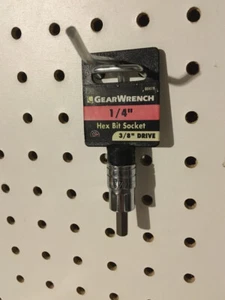 GEARWRENCH
1/4"
Hex Bit Socket
3/8" DRIVE